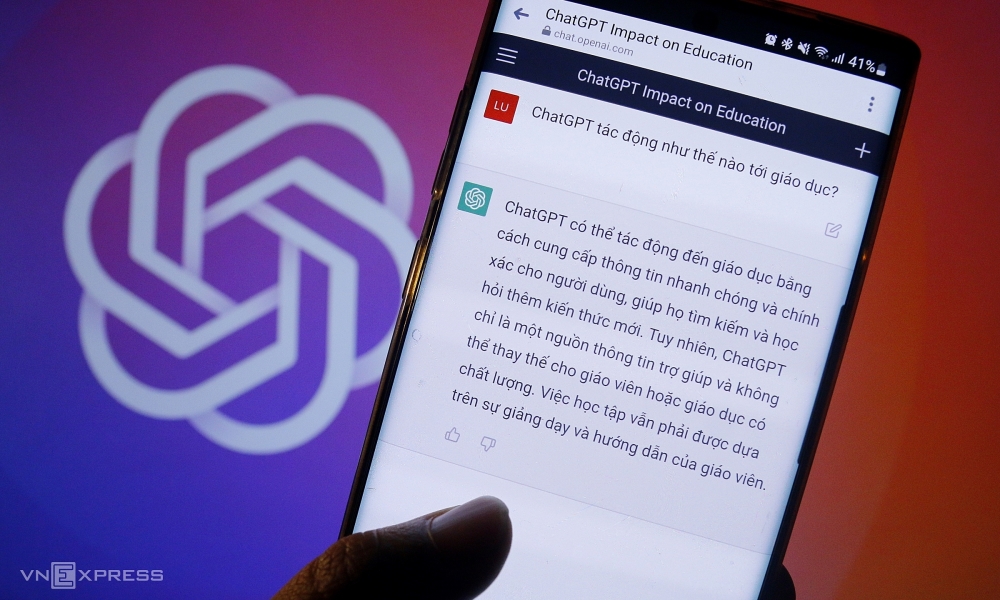 ChatGPT Impact on Education
chat.openai.com
41%
ChatGPT Impact on Education
LU
ChatGPT tác động như thế nào tới giáo dục?
ChatGPT có thể tác động đến giáo dục bằng
cách cung cấp thông tin nhanh chóng và chính
xác cho người dùng, giúp họ tìm kiếm và học
hỏi thêm kiến thức mới. Tuy nhiên, ChatGPT
chỉ là một nguồn thông tin trợ giúp và không
thể thay thế cho giáo viên hoặc giáo dục có
chất lượng. Việc học tập vẫn phải được dựa
trên sự giảng dạy và hướng dẫn của giáo viên.
VNEXPRESS